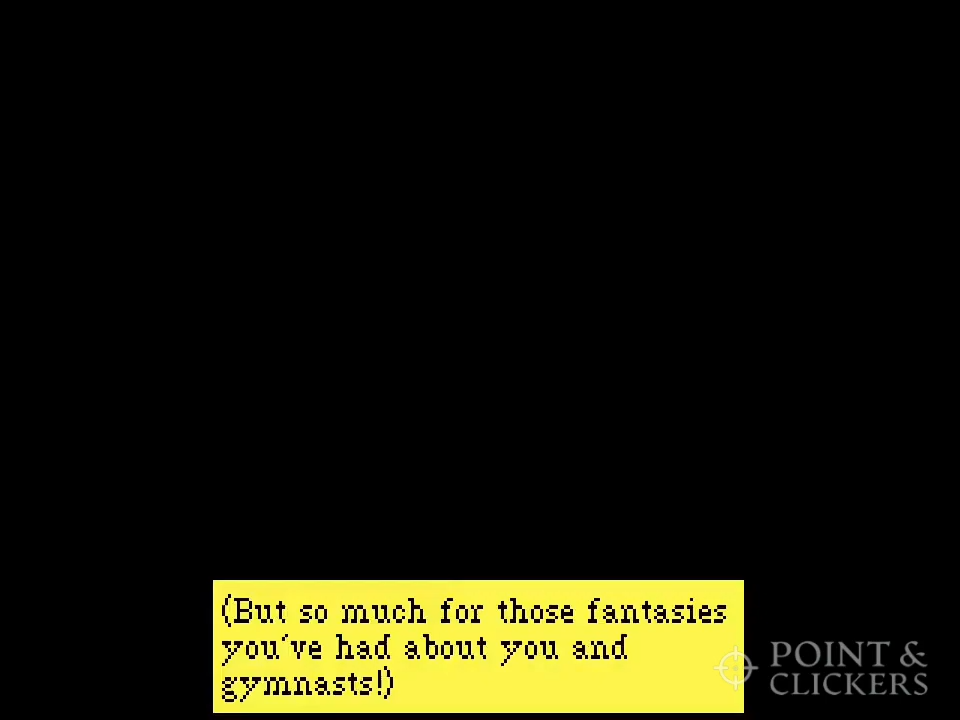 (But so much for those fantasies
you've had about you and
gymnasts!)
POINT &
CLICKERS